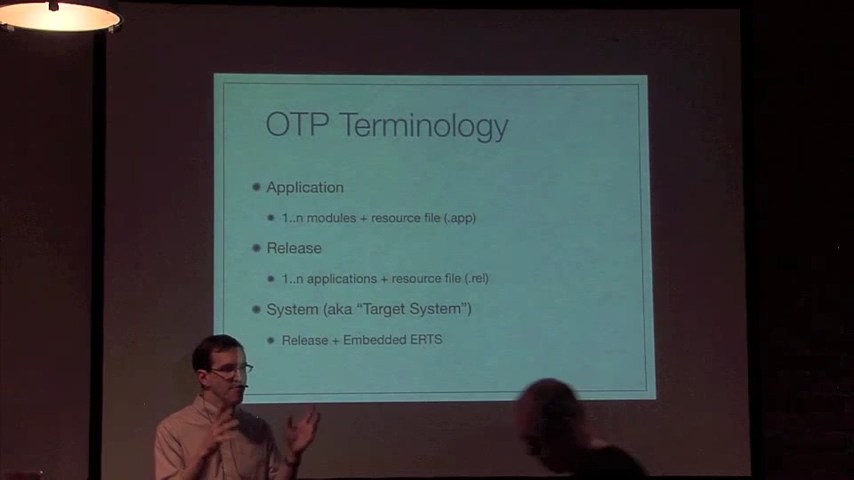 OTP Terminology
Application
1..n modules + resource file (.app)
Release
1..n applications + resource file (.rel)
System (aka “Target System”)
Release + Embedded ERTS